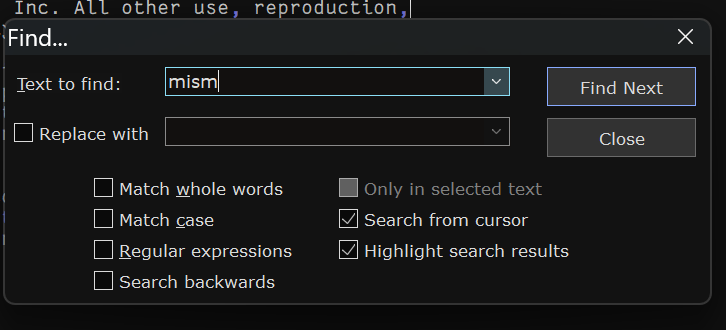 Inc. All other use, reproduction,
Find...
Text to find:
mism
Find Next
Replace with
Close
Match whole words
Only in selected text
Match case
Search from cursor
Regular expressions
Highlight search results
Search backwards